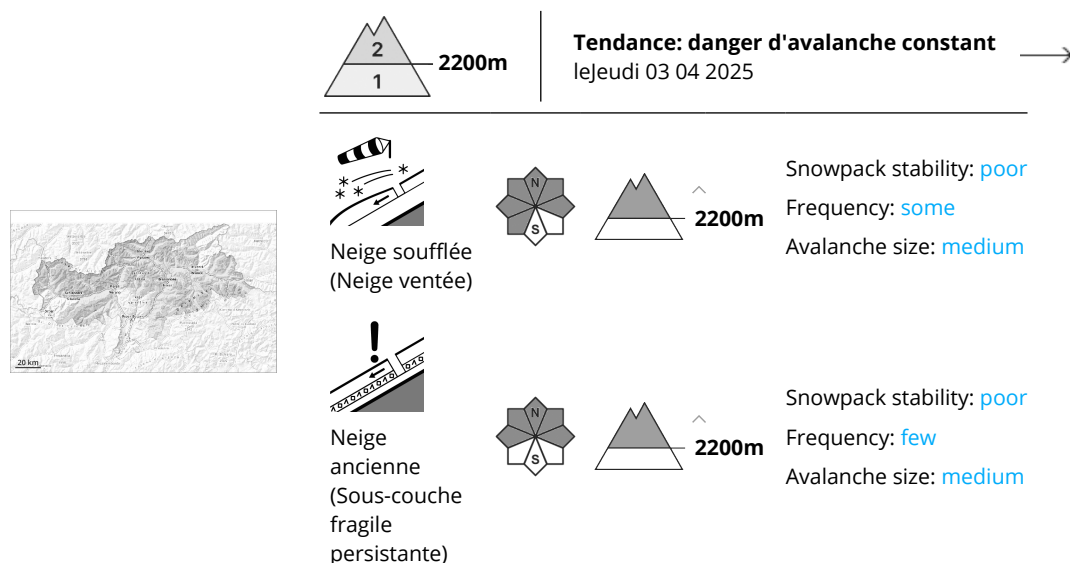 2
1
2200m
Tendance: danger d'avalanche constant
leJeudi 03 04 2025
20 km
Neige soufflée
(Neige ventée)
N
S
2200m
Snowpack stability: poor
Frequency: some
Avalanche size: medium
Neige
ancienne
(Sous-couche
fragile
persistante)
N
S
2200m
Snowpack stability: poor
Frequency: few
Avalanche size: medium